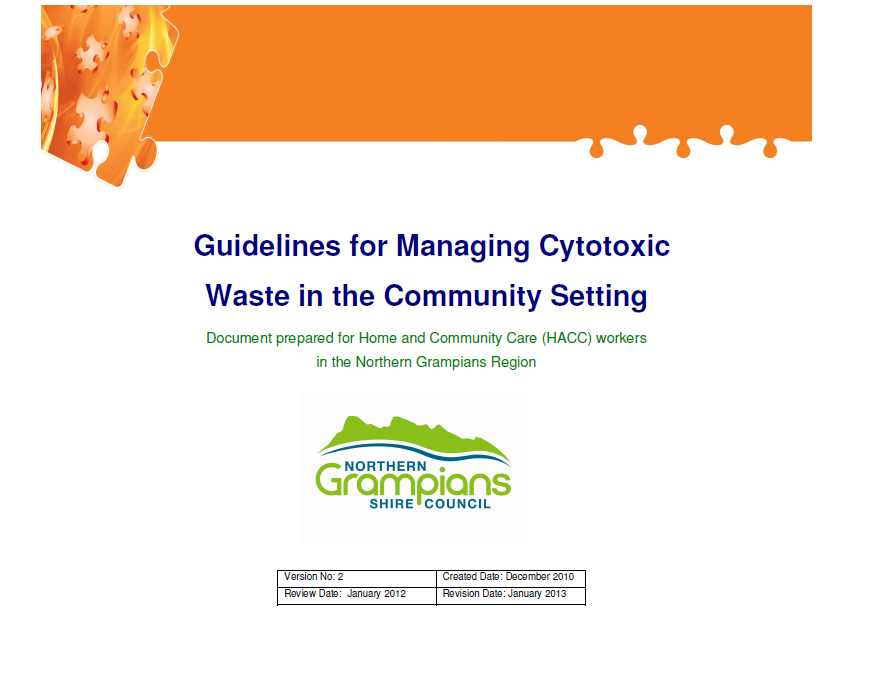 Guidelines for Managing Cytotoxic
Waste in the Community Setting
Document prepared for Home and Community Care (HACC) workers
in the Northern Grampians Region
NORTHERN
Grampians
SHIRE COUNCIL
Version No: 2 Created Date: December 2010
Review Date: January 2012 Revision Date: January 2013